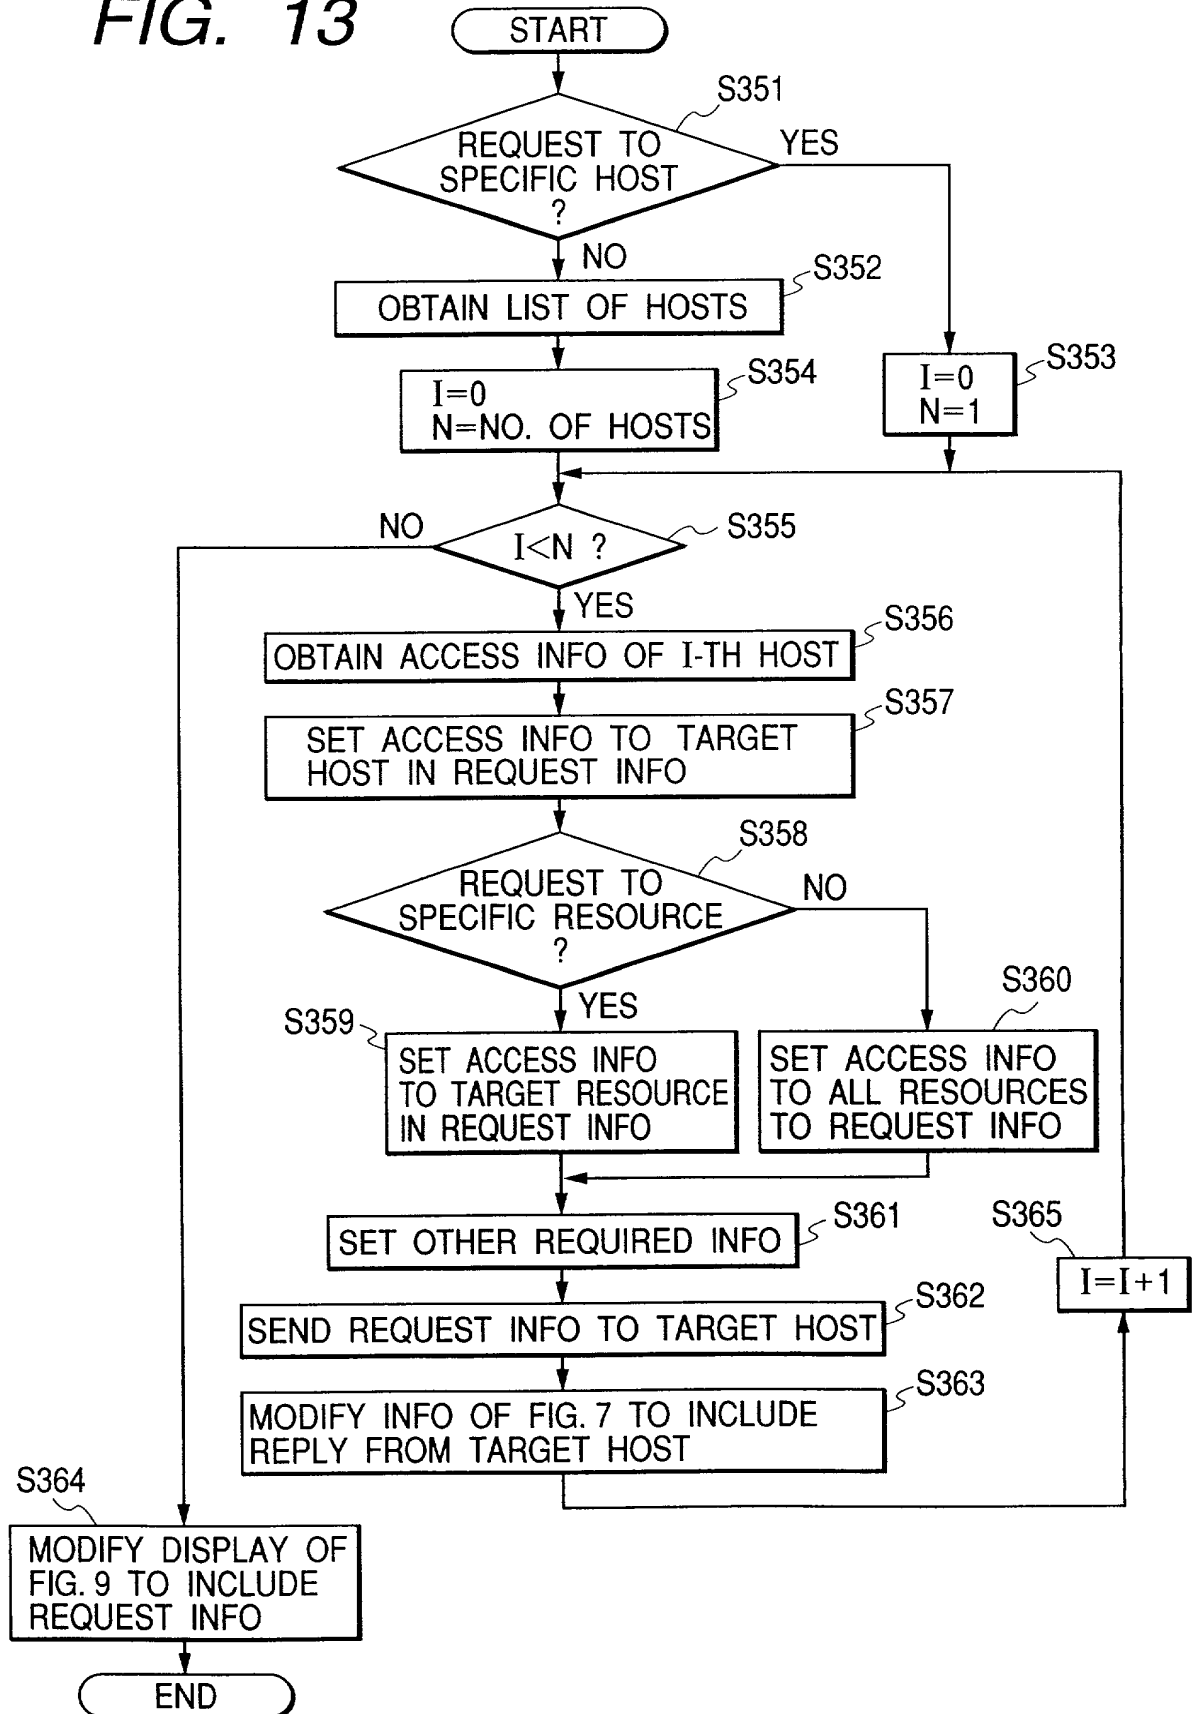 FIG. 13
START
S351
REQUEST TO
SPECIFIC HOST
?
YES
NO
S352
OBTAIN LIST OF HOSTS
S354
I=0
N=NO. OF HOSTS
S353
I=0
N=1
NO
I<N ?
S355
YES
S356
OBTAIN ACCESS INFO OF I-TH HOST
S357
SET ACCESS INFO TO TARGET
HOST IN REQUEST INFO
S358
REQUEST TO
SPECIFIC RESOURCE
?
NO
YES
S359
SET ACCESS INFO
TO TARGET RESOURCE
IN REQUEST INFO
S360
SET ACCESS INFO
TO ALL RESOURCES
TO REQUEST INFO
S361
SET OTHER REQUIRED INFO
S365
I=I+1
S362
SEND REQUEST INFO TO TARGET HOST
S363
MODIFY INFO OF FIG. 7 TO INCLUDE
REPLY FROM TARGET HOST
S364
MODIFY DISPLAY OF
FIG. 9 TO INCLUDE
REQUEST INFO
END